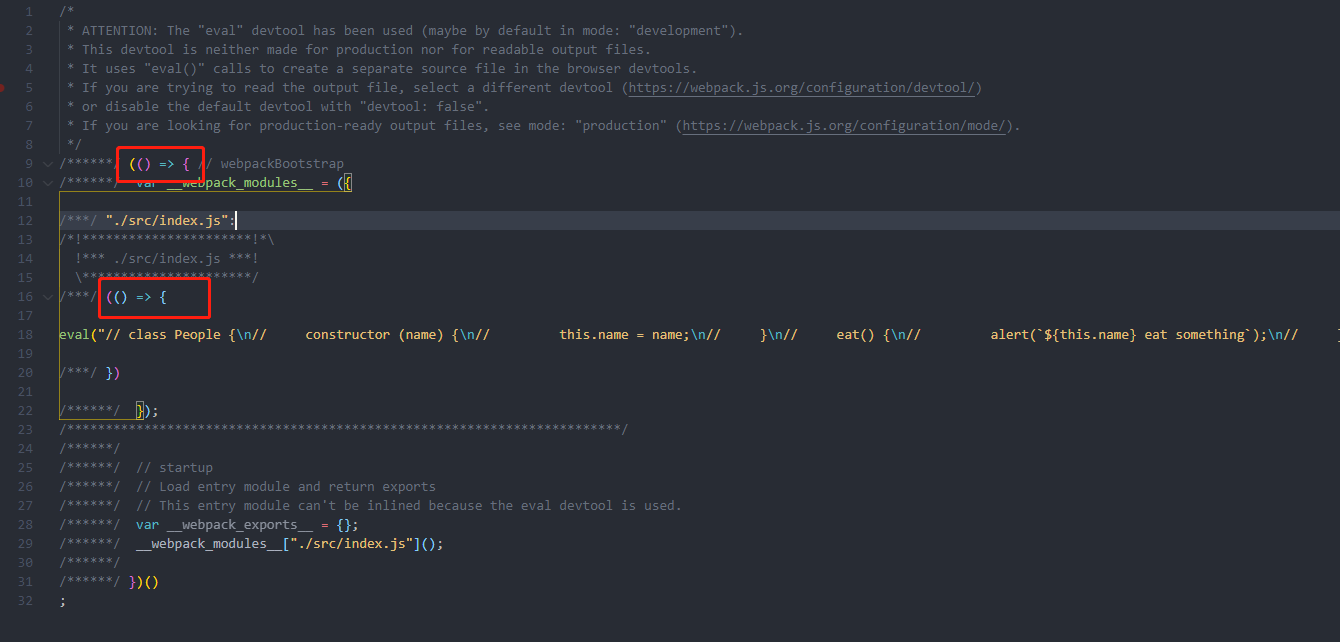 1 /*
2 * ATTENTION: The "eval" devtool has been used (maybe by default in mode: "development").
3 * This devtool is neither made for production nor for readable output files.
4 * It uses "eval()" calls to create a separate source file in the browser devtools.
5 * If you are trying to read the output file, select a different devtool (https://webpack.js.org/configuration/devtool/)
6 * or disable the default devtool with "devtool: false".
7 * If you are looking for production-ready output files, see mode: "production" (https://webpack.js.org/configuration/mode/).
8 */
9 /******/ (() => { // webpackBootstrap
10 /******/ var __webpack_modules__ = ({
11
12 /***/ "./src/index.js":
13 /*!**********************!*\
14 !*** ./src/index.js ***!
15 \**********************/
16 /***/ (() => {
17
18 eval("// class People {\n//     constructor (name) {\n//         this.name = name;\n//     }\n//     eat() {\n//         alert(`${this.name} eat something`);\n//     }
19
20 /***/ })
21
22 /******/ });
23 /************************************************************************/
24 /******/
25 /******/ // startup
26 /******/ // Load entry module and return exports
27 /******/ // This entry module can't be inlined because the eval devtool is used.
28 /******/ var __webpack_exports__ = {};
29 /******/ __webpack_modules__["./src/index.js"]();
30 /******/
31 /******/ })()
32 ;